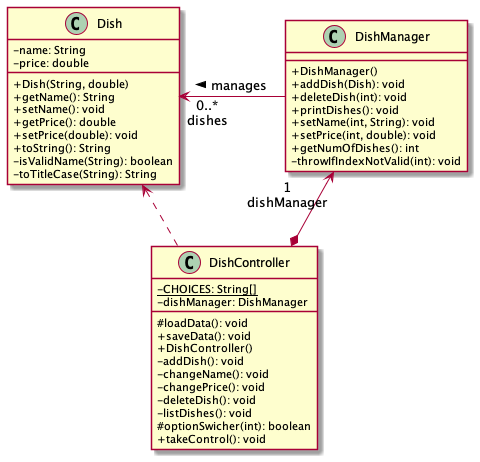 C Dish
-name: String
-price: double
+Dish(String, double)
+getName(): String
+setName(): void
+getPrice(): double
+setPrice(double): void
+toString(): String
-isValidName(String): boolean
-toTitleCase(String): String
manages
0..*
dishes
C DishManager
+DishManager()
+addDish(Dish): void
+deleteDish(int): void
+printDishes(): void
+setName(int, String): void
+setPrice(int, double): void
+getNumOfDishes(): int
-throwIfIndexNotValid(int): void
1
dishManager
C DishController
-CHOICES: String[]
-dishManager: DishManager
#loadData(): void
+saveData(): void
+DishController()
-addDish(): void
-changeName(): void
-changePrice(): void
-deleteDish(): void
-listDishes(): void
#optionSwicher(int): boolean
+takeControl(): void